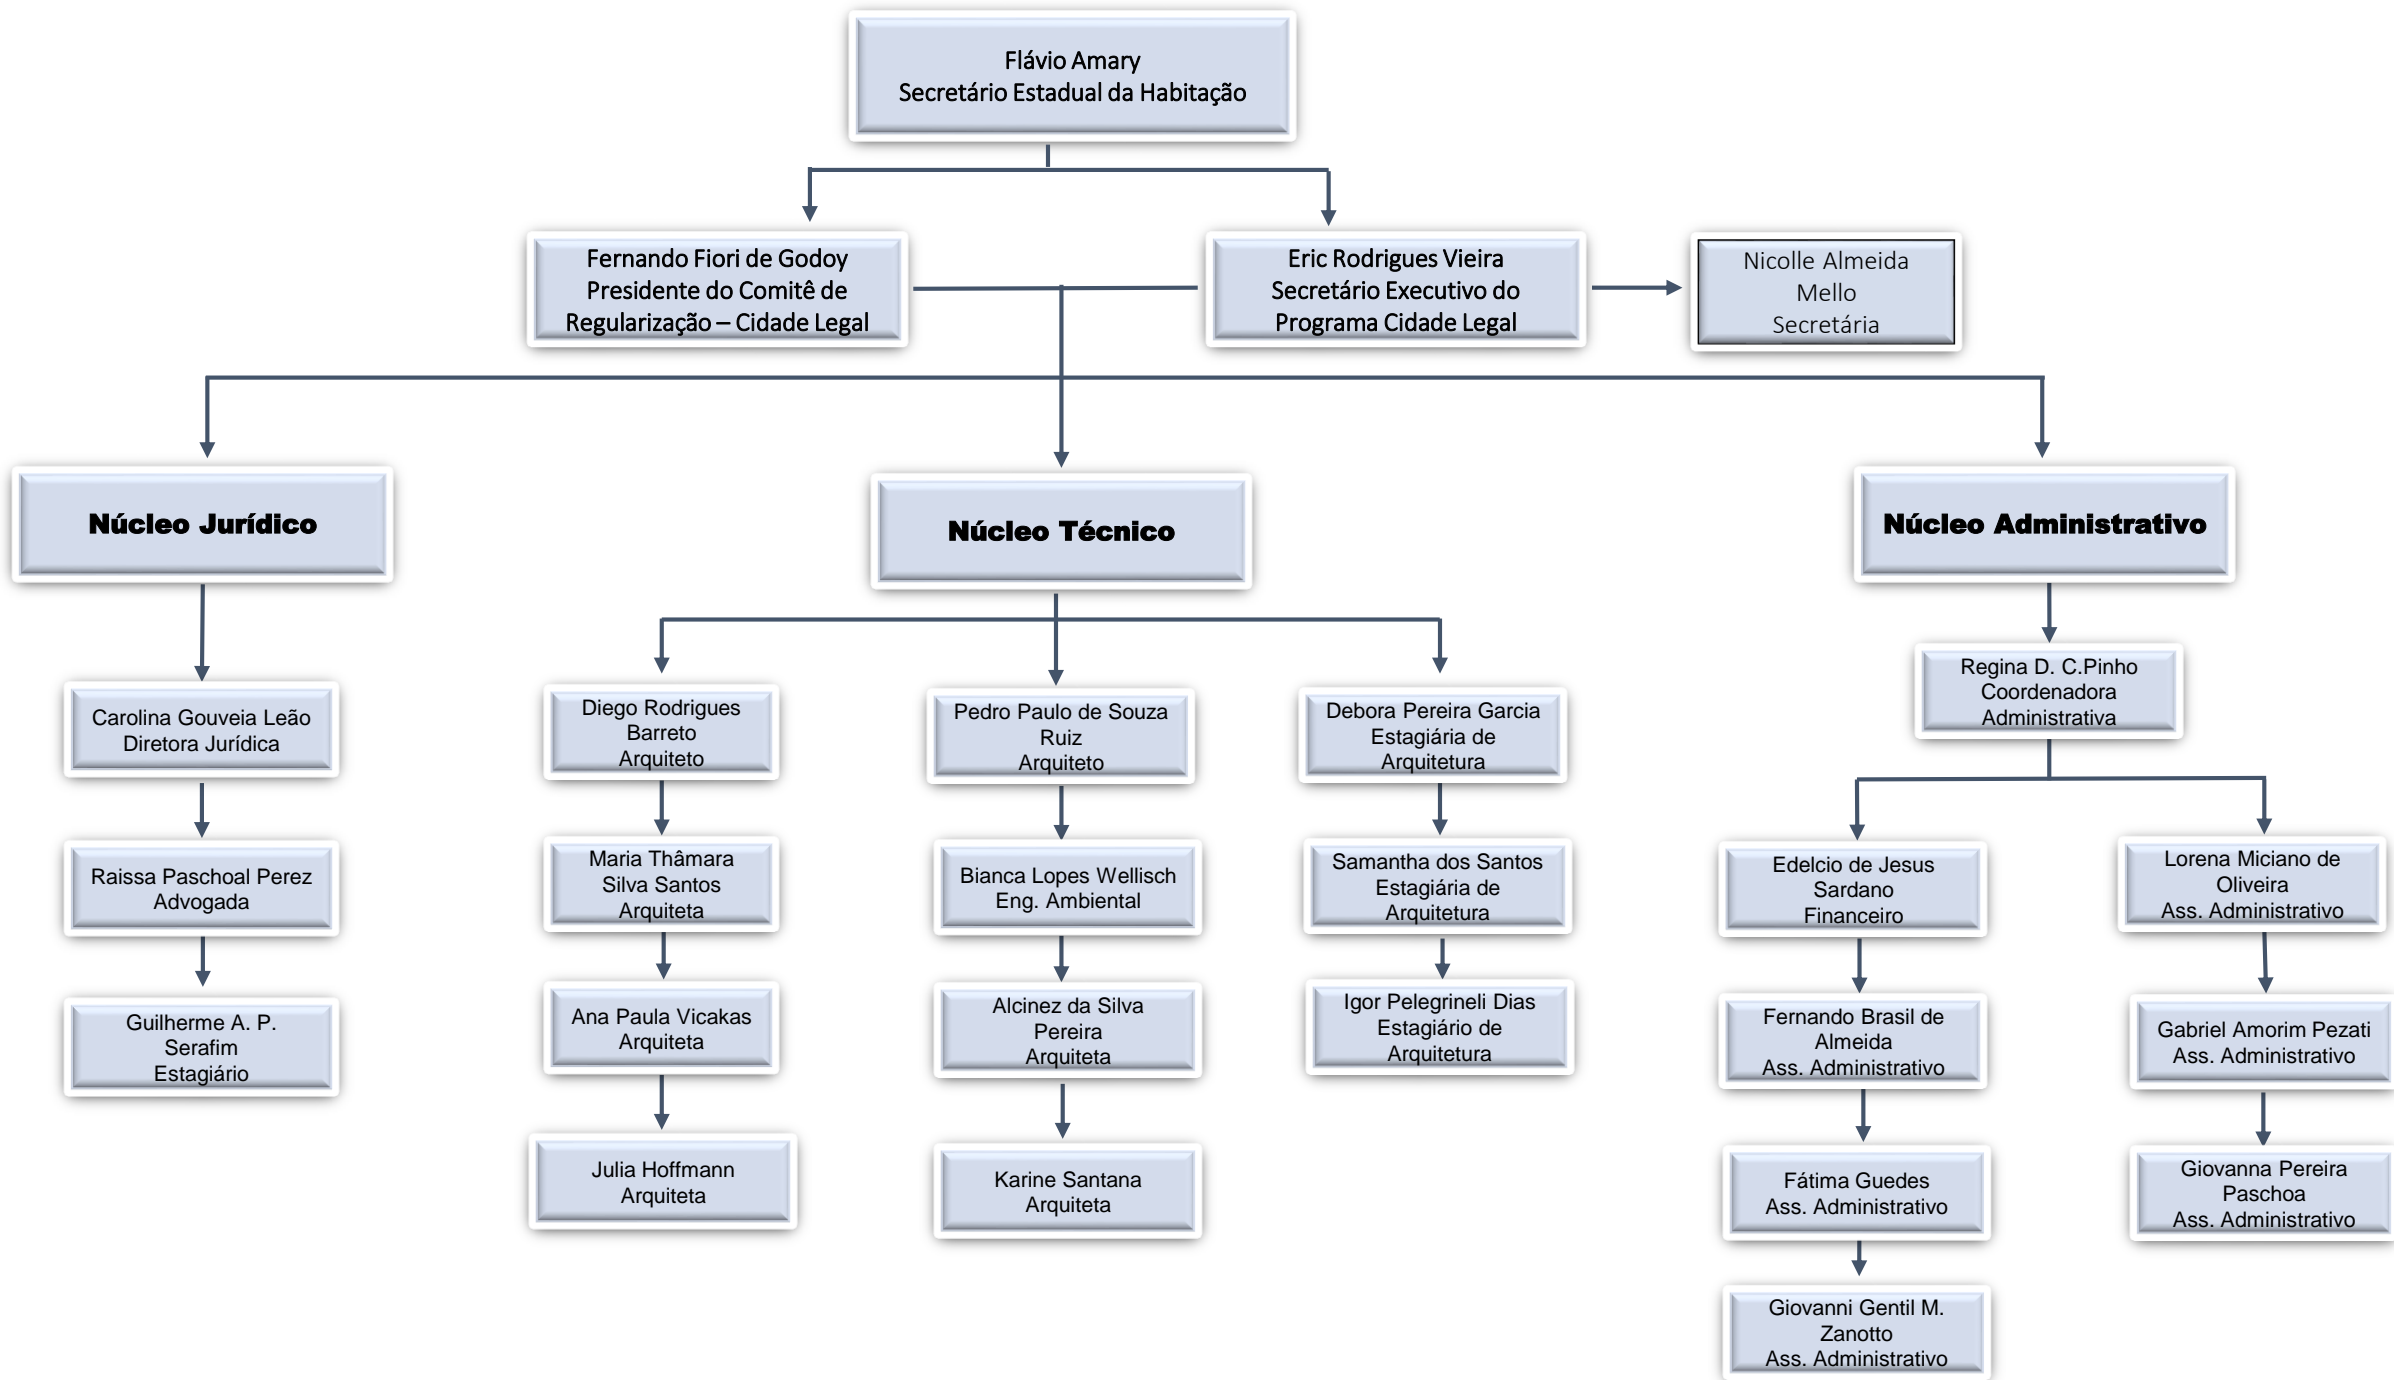 Flávio Amary
Secretário Estadual da Habitação
Fernando Fiori de Godoy
Presidente do Comitê de
Regularização – Cidade Legal
Eric Rodrigues Vieira
Secretário Executivo do
Programa Cidade Legal
Nicolle Almeida
Mello
Secretária
Núcleo Jurídico
Núcleo Técnico
Núcleo Administrativo
Carolina Gouveia Leão
Diretora Jurídica
Raissa Paschoal Perez
Advogada
Guilherme A. P.
Serafim
Estagiário
Diego Rodrigues
Barreto
Arquiteto
Maria Thâmara
Silva Santos
Arquiteta
Ana Paula Vicakas
Arquiteta
Julia Hoffmann
Arquiteta
Pedro Paulo de Souza
Ruiz
Arquiteto
Bianca Lopes Wellisch
Eng. Ambiental
Alcinez da Silva
Pereira
Arquiteta
Karine Santana
Arquiteta
Debora Pereira Garcia
Estagiária de
Arquitetura
Samantha dos Santos
Estagiária de
Arquitetura
Igor Pelegrineli Dias
Estagiário de
Arquitetura
Regina D. C.Pinho
Coordenadora
Administrativa
Edelcio de Jesus
Sardano
Financeiro
Fernando Brasil de
Almeida
Ass. Administrativo
Fátima Guedes
Ass. Administrativo
Giovanni Gentil M.
Zanotto
Ass. Administrativo
Lorena Miciano de
Oliveira
Ass. Administrativo
Gabriel Amorim Pezati
Ass. Administrativo
Giovanna Pereira
Paschoa
Ass. Administrativo